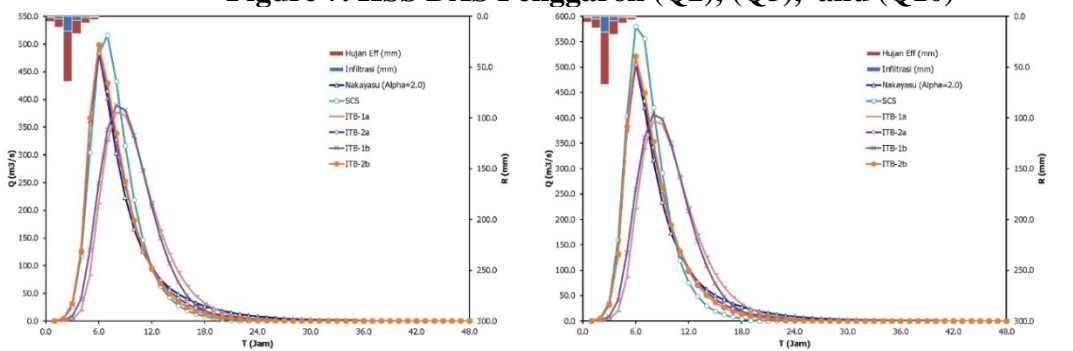 Figure 7. HSS DAS Penggaron (Q2), (Q5), and (Q10)
550.0
500.0
450.0
400.0
350.0
300.0
250.0
200.0
150.0
100.0
50.0
0.0
Q (m3/s)
0.0
50.0
100.0
150.0
200.0
250.0
300.0
R (mm)
Hujan Eff (mm)
Infiltrasi (mm)
Nakayasu (Alpha=2.0)
SCS
ITB-1a
ITB-2a
ITB-1b
ITB-2b
0.0 6.0 12.0 18.0 24.0 30.0 36.0 42.0 48.0
T (Jam)
600.0
550.0
500.0
450.0
400.0
350.0
300.0
250.0
200.0
150.0
100.0
50.0
0.0
Q (m3/s)
0.0
50.0
100.0
150.0
200.0
250.0
300.0
R (mm)
Hujan Eff (mm)
Infiltrasi (mm)
Nakayasu (Alpha=2.0)
SCS
ITB-1a
ITB-2a
ITB-1b
ITB-2b
0.0 6.0 12.0 18.0 24.0 30.0 36.0 42.0 48.0
T (Jam)